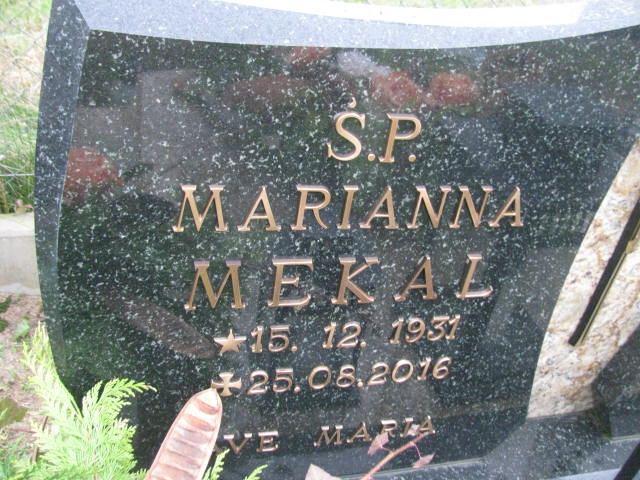 Ś.P.
MARIANNA
MEKAL
15. 12. 1931
25.08.2016
AVE MARIA